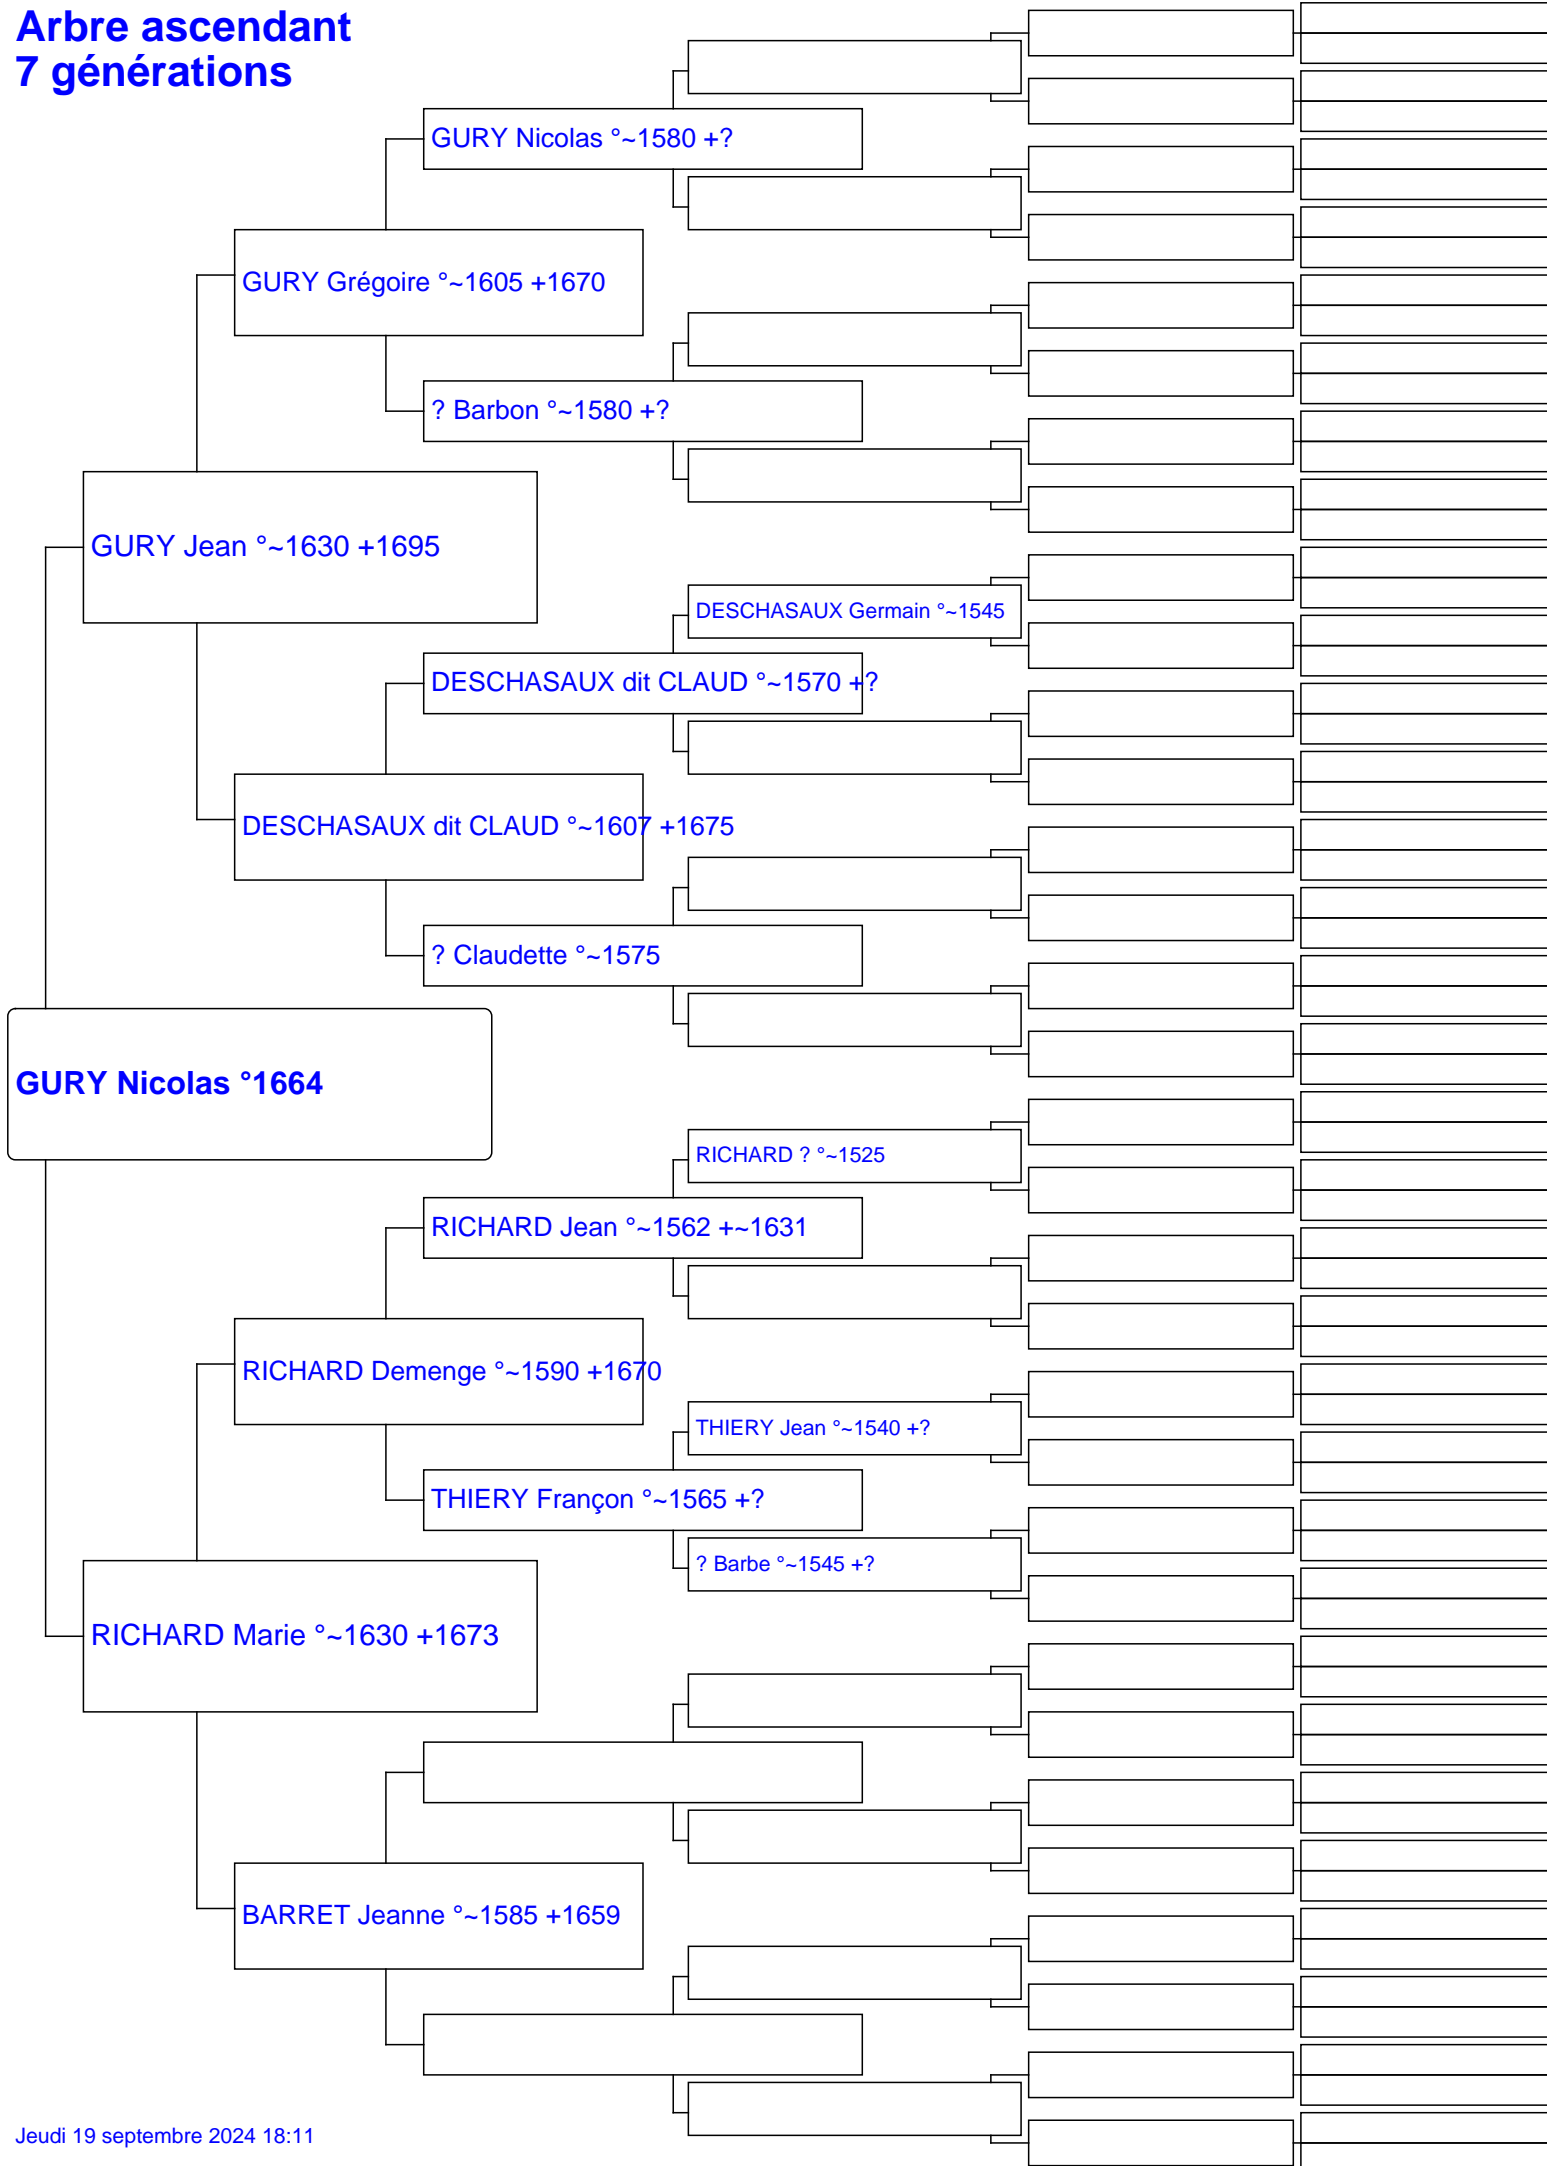 Arbre ascendant
7 générations
GURY Nicolas °~1580 +?
GURY Grégoire °~1605 +1670
? Barbon °~1580 +?
GURY Jean °~1630 +1695
DESCHASAUX Germain °~1545
DESCHASAUX dit CLAUD °~1570 +?
DESCHASAUX dit CLAUD °~1607 +1675
? Claudette °~1575
GURY Nicolas °1664
RICHARD ? °~1525
RICHARD Jean °~1562 +~1631
RICHARD Demenge °~1590 +1670
THIERY Jean °~1540 +?
THIERY Françon °~1565 +?
? Barbe °~1545 +?
RICHARD Marie °~1630 +1673
BARRET Jeanne °~1585 +1659
Jeudi 19 septembre 2024 18:11